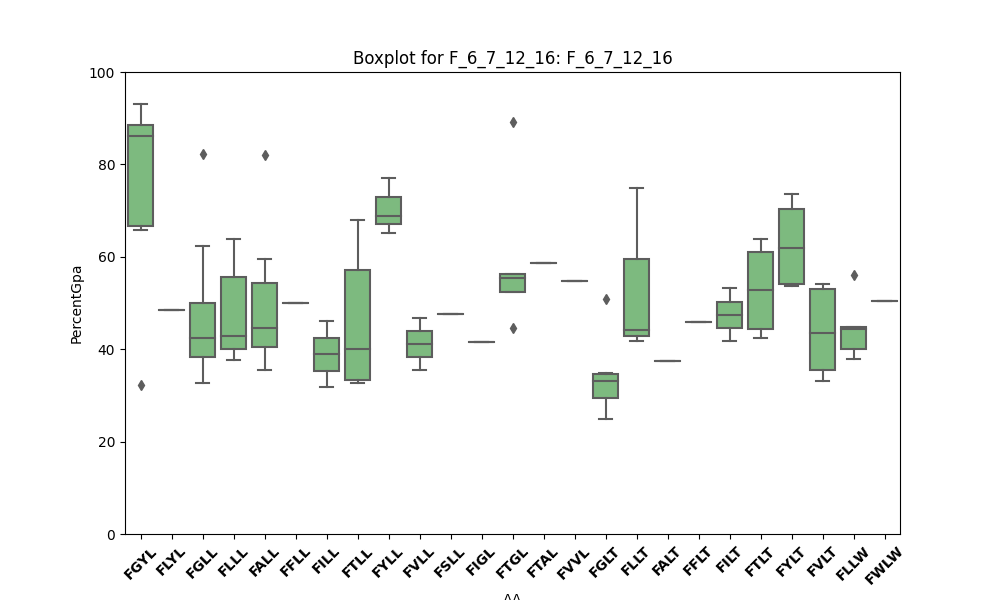 Boxplot for F_6_7_12_16: F_6_7_12_16
PercentGpa
100
80
60
40
20
0
FGYL FLYL FGLL FLLL FALL FFLL FILL FTLL FYLL FVLL FSLL FIGL FTGL FTAL FVVL FGLT FLLT FALT FFLT FILT FTLT FYLT FVLT FLLW FWLW
AA